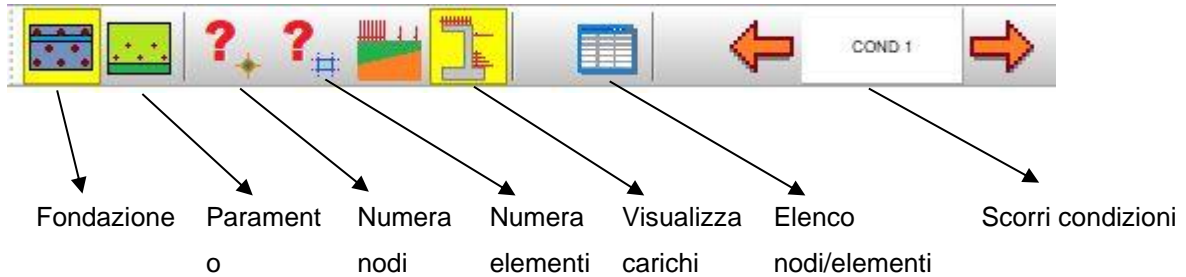 COND 1
Fondazione
Parament
o
Numera
nodi
Numera
elementi
Visualizza
carichi
Elenco
nodi/elementi
Scorri condizioni